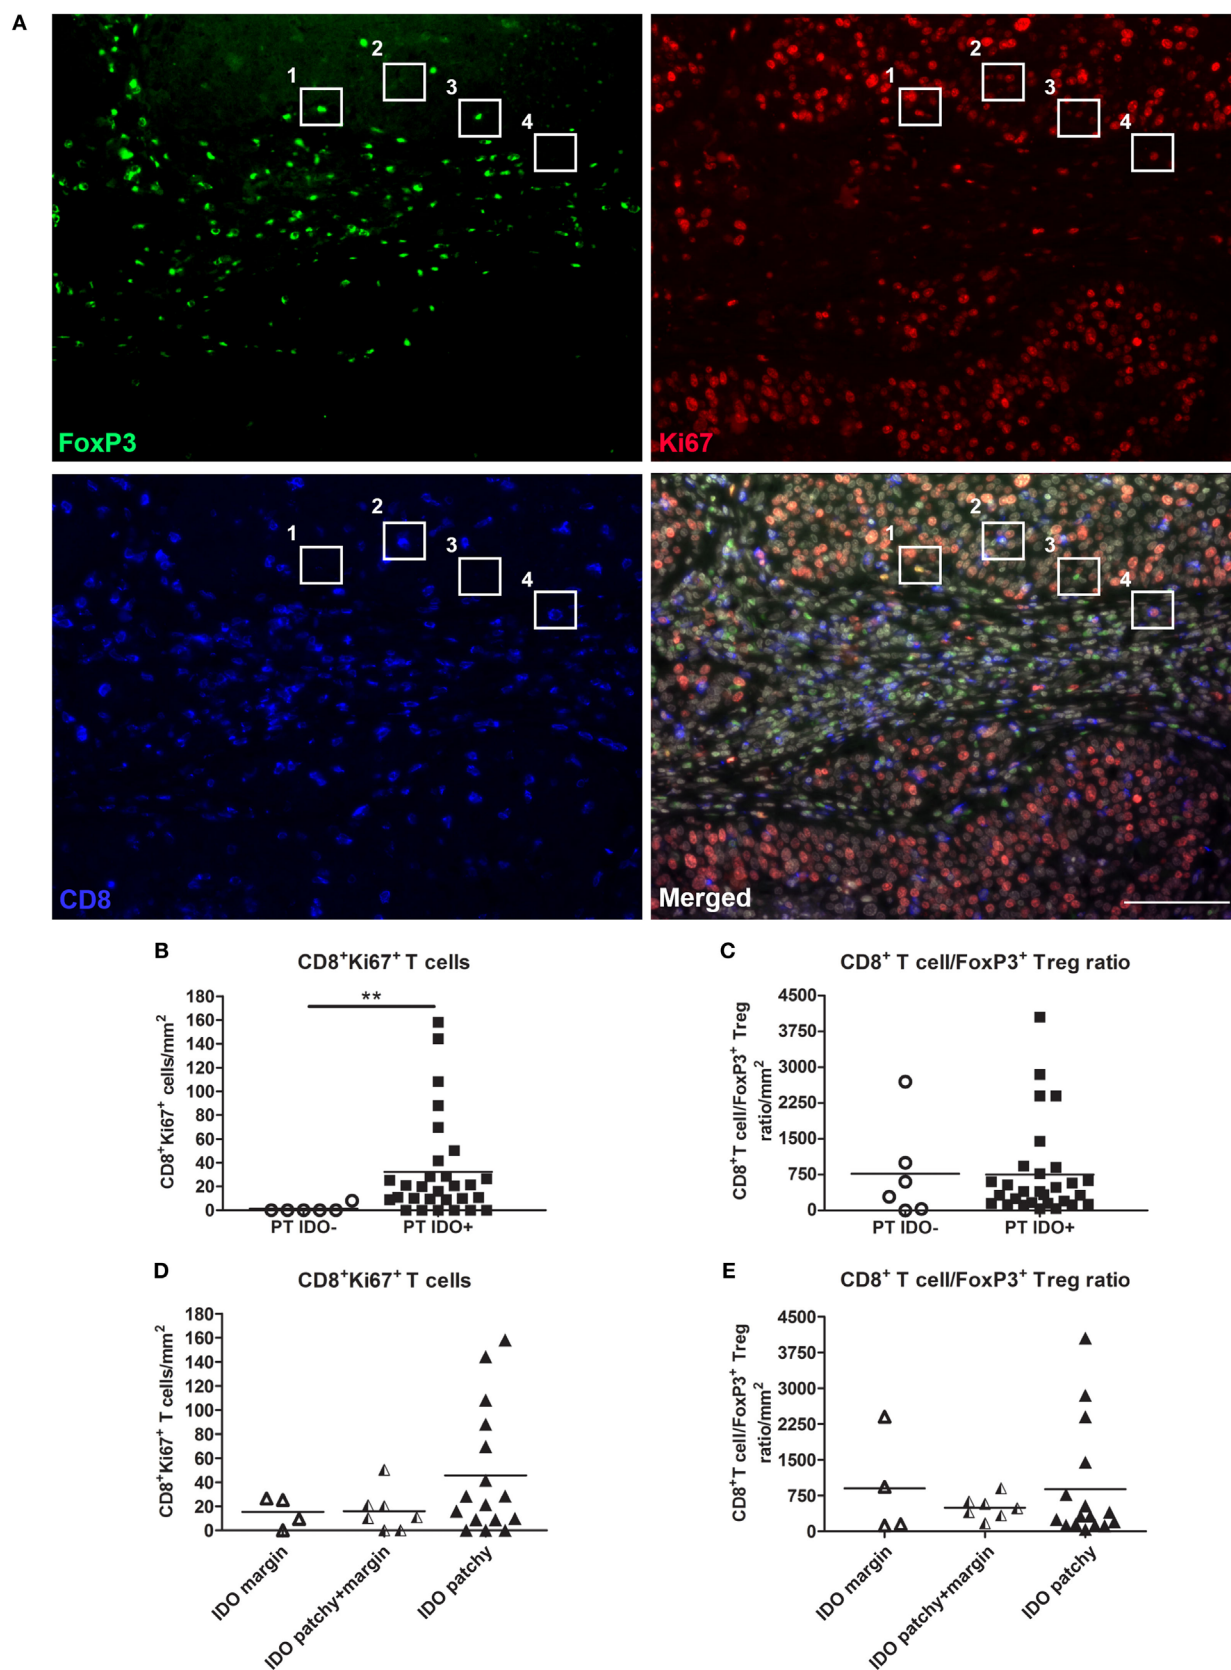 A
1
2
3
4
FoxP3
1
2
3
4
Ki67
1
2
3
4
CD8
1
2
3
4
Merged
B
CD8⁺Ki67⁺ T cells
CD8⁺Ki67⁺ cells/mm²
180
160
140
120
100
80
60
40
20
0
**
PT IDO-
PT IDO+
C
CD8⁺ T cell/FoxP3⁺ Treg ratio
CD8⁺T cell/FoxP3⁺ Treg
ratio/mm²
4500
3750
3000
2250
1500
750
0
PT IDO-
PT IDO+
D
CD8⁺Ki67⁺ T cells
CD8⁺Ki67⁺ T cells/mm²
180
160
140
120
100
80
60
40
20
0
IDO margin
IDO patchy+margin
IDO patchy
E
CD8⁺ T cell/FoxP3⁺ Treg ratio
CD8⁺T cell/FoxP3⁺ Treg
ratio/mm²
4500
3750
3000
2250
1500
750
0
IDO margin
IDO patchy+margin
IDO patchy